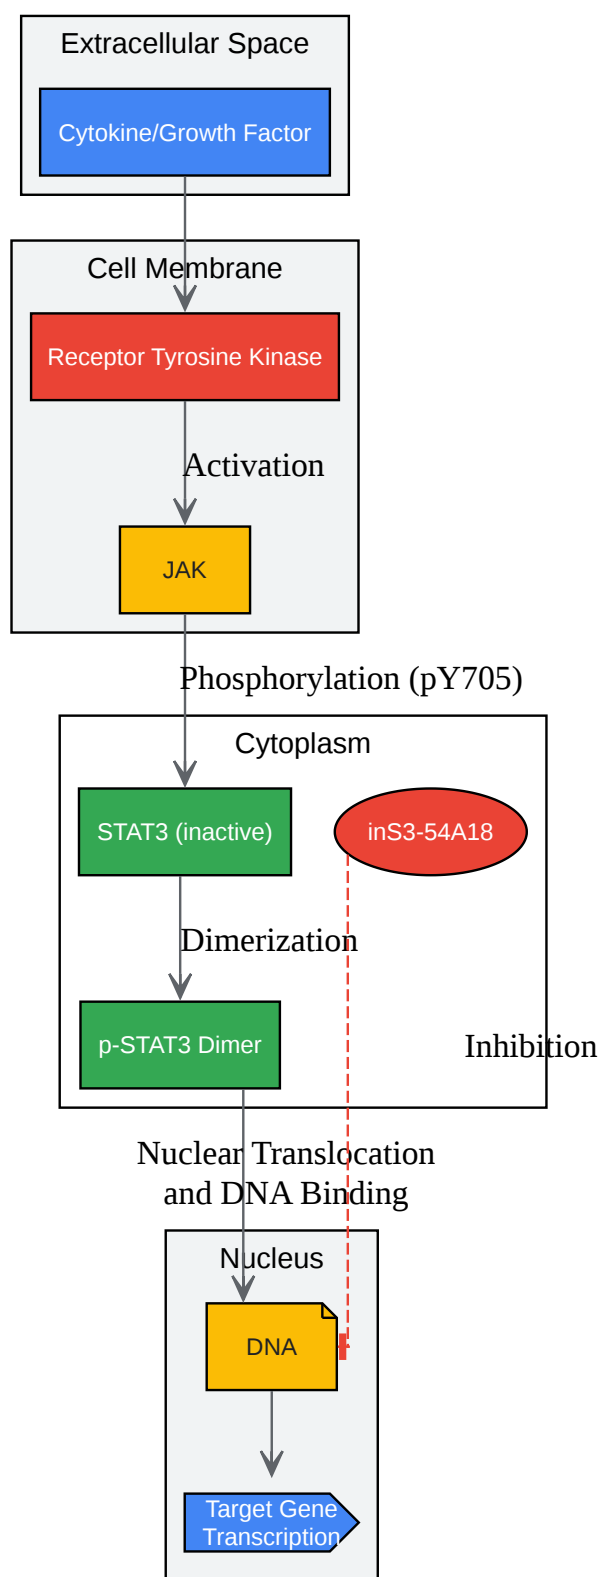 Extracellular Space
Cytokine/Growth Factor
Cell Membrane
Receptor Tyrosine Kinase
Activation
JAK
Phosphorylation (pY705)
Cytoplasm
STAT3 (inactive)
inS3-54A18
Dimerization
p-STAT3 Dimer
Inhibition
Nuclear Translocation
and DNA Binding
Nucleus
DNA
Target Gene
Transcription